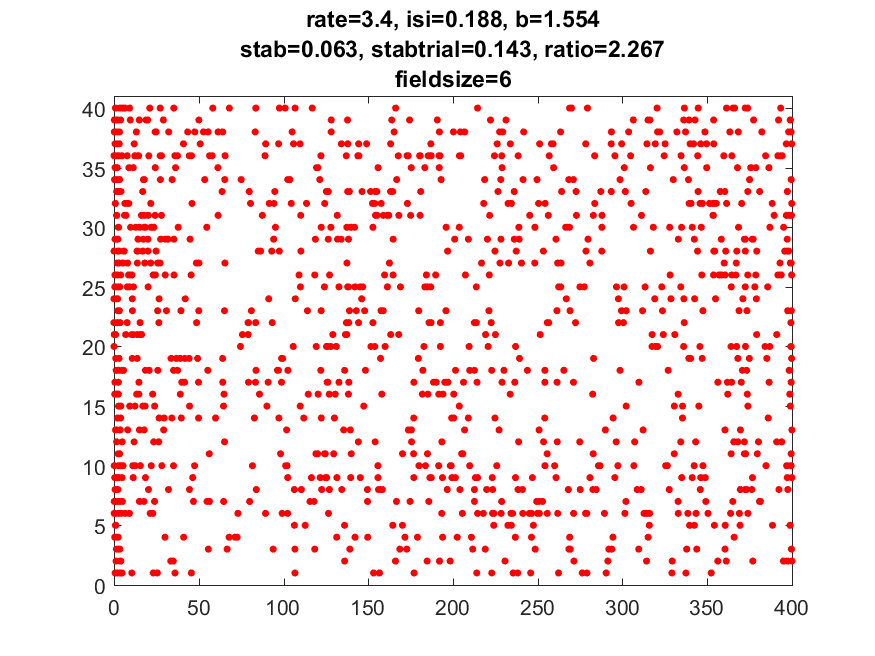 rate=3.4, isi=0.188, b=1.554
stab=0.063, stabtrial=0.143, ratio=2.267
fieldsize=6
40
35
30
25
20
15
10
5
0
0 50 100 150 200 250 300 350 400